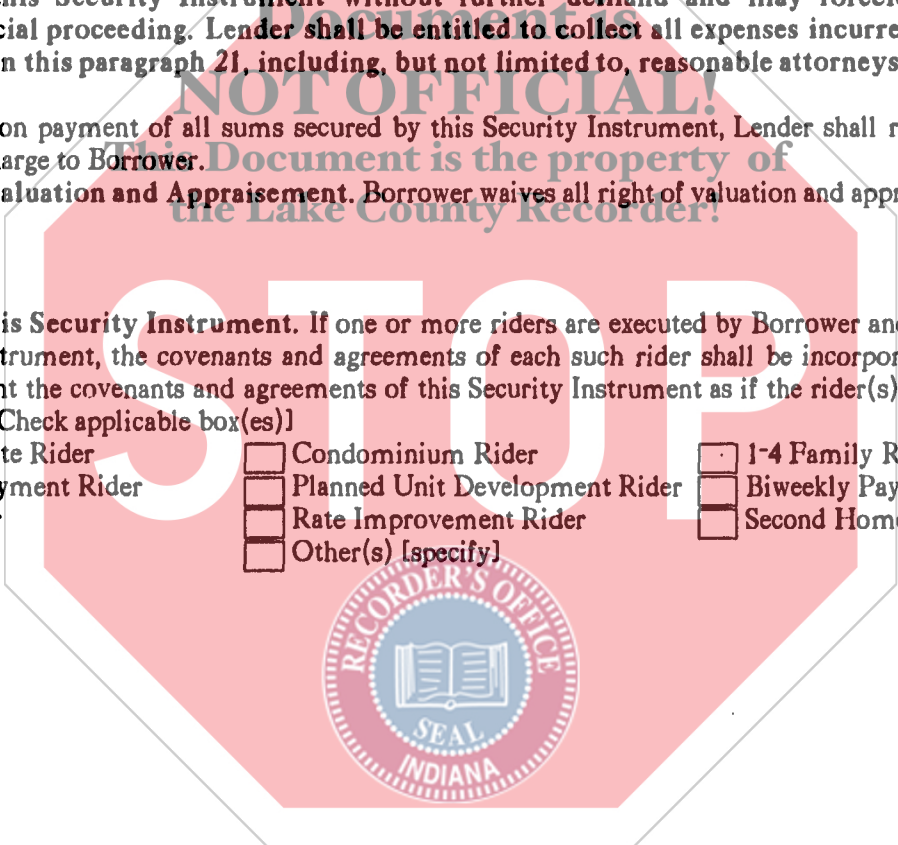 this Security Instrument without further demand and may
Document is
cial proceeding. Lender shall be entitled to collect all expenses incurre
n this paragraph 21, including, but not limited to, reasonable attorneys
NOT OFFICIAL!
on payment of all sums secured by this Security Instrument, Lender shall r
arge to Borrower.
This Document is the property of
aluation and Appraisement. Borrower waives all right of valuation and appr
the Lake County Recorder!
STOP
is Security Instrument. If one or more riders are executed by Borrower and
trument, the covenants and agreements of each such rider shall be incorpor
nt the covenants and agreements of this Security Instrument as if the rider(s)
Check applicable box(es)]
te Rider Condominium Rider 1-4 Family R
yment Rider Planned Unit Development Rider Biweekly Pay
Rate Improvement Rider Second Hom
Other(s) [specify]
RECORDER'S OFFICE
SEAL
INDIANA